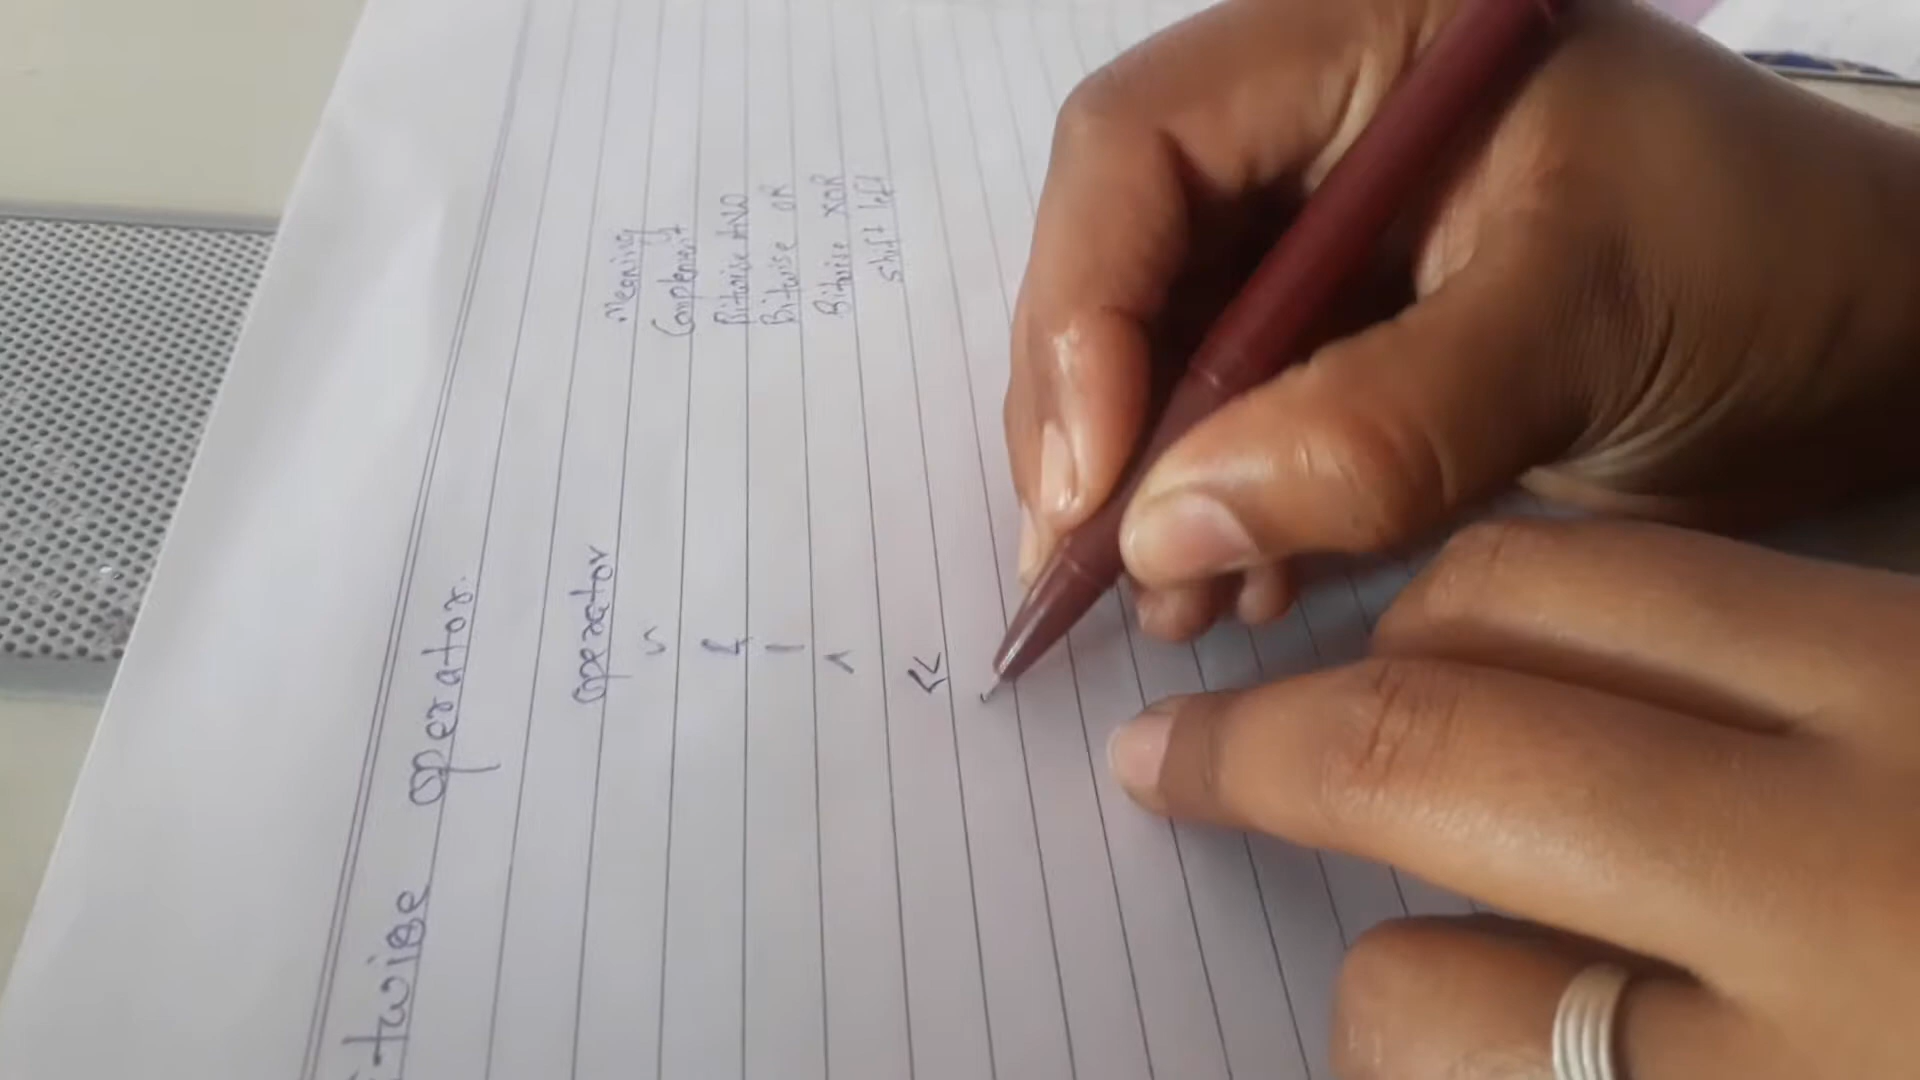 twise operator.
operator Meaning
~ Complement
& Bitwise AND
| Bitwise OR
^ Bitwise XOR
<< Shift left